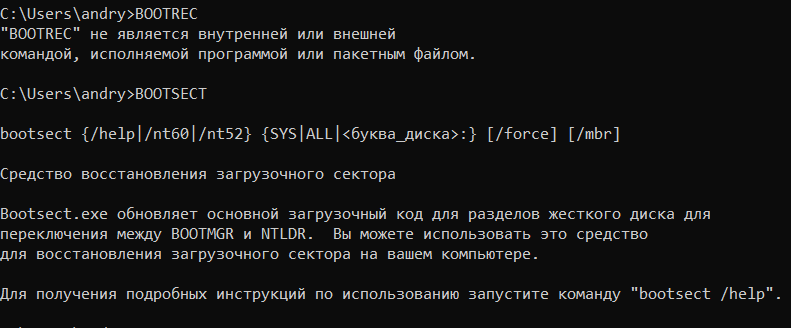 C:\Users\andry>BOOTREC
"BOOTREC" не является внутренней или внешней
командой, исполняемой программой или пакетным файлом.
C:\Users\andry>BOOTSECT
bootsect {/help|/nt60|/nt52} {SYS|ALL|<буква_диска>:} [/force] [/mbr]
Средство восстановления загрузочного сектора
Bootsect.exe обновляет основной загрузочный код для разделов жесткого диска для
переключения между BOOTMGR и NTLDR.  Вы можете использовать это средство
для восстановления загрузочного сектора на вашем компьютере.
Для получения подробных инструкций по использованию запустите команду "bootsect /help".